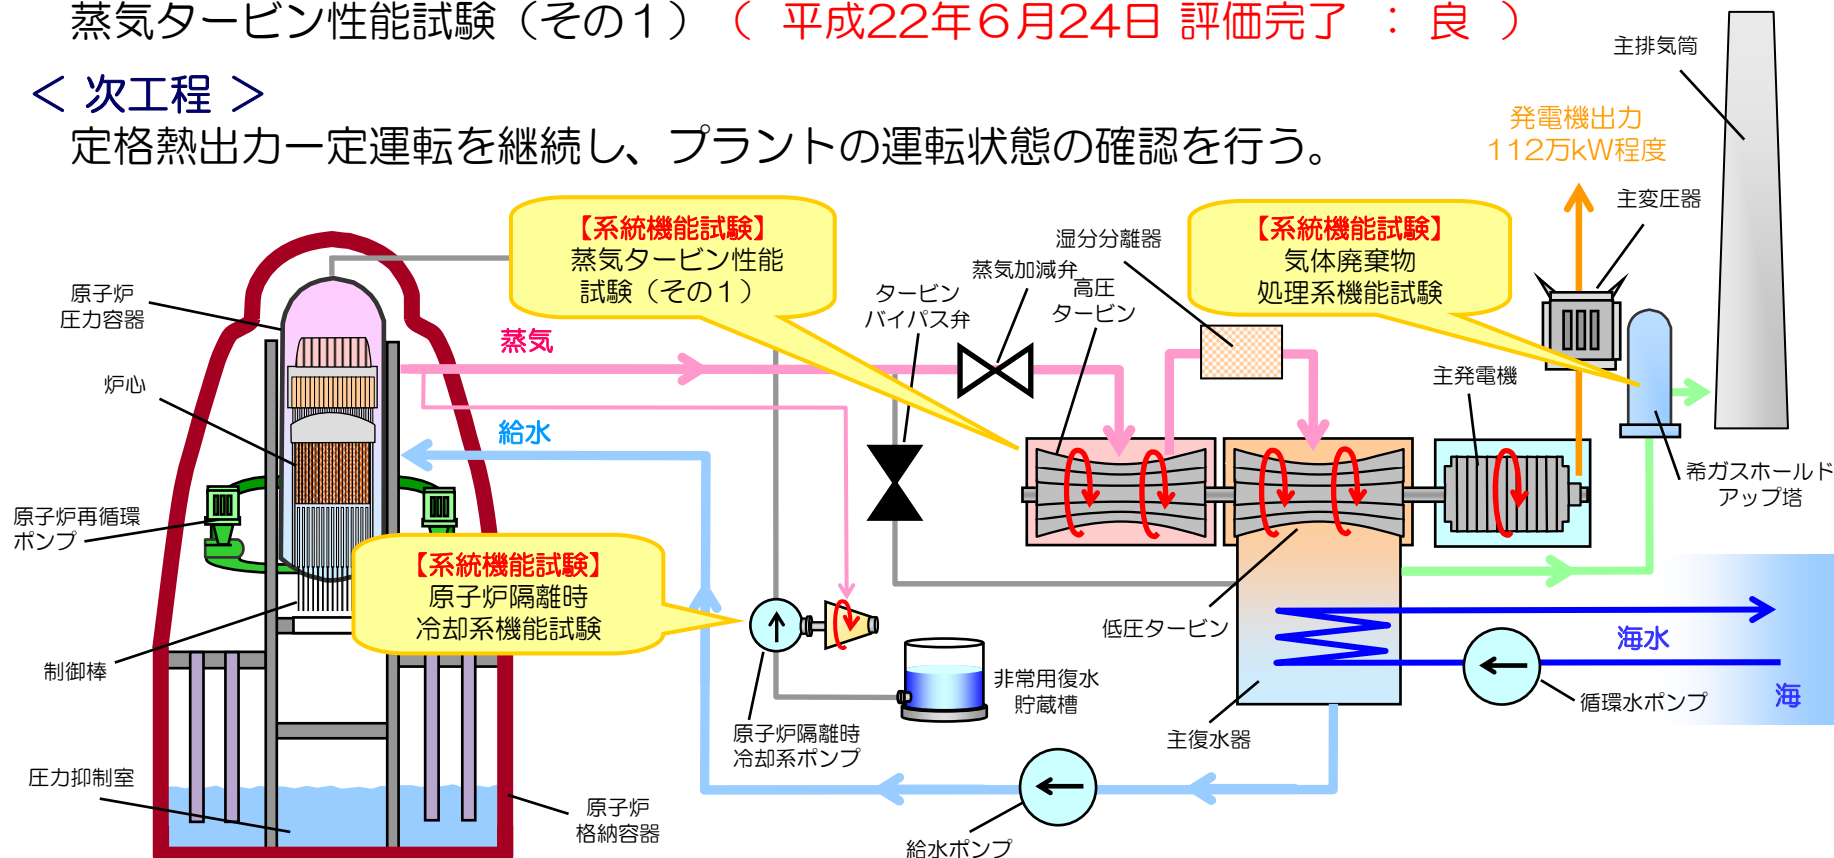 蒸気タービン性能試験（その１）（ 平成22年６月24日 評価完了 ： 良 ）
＜ 次工程 ＞
定格熱出力一定運転を継続し、プラントの運転状態の確認を行う。
主排気筒
発電機出力
112万kW程度
主変圧器
【系統機能試験】
蒸気タービン性能
試験（その１）
【系統機能試験】
気体廃棄物
処理系機能試験
湿分分離器
蒸気加減弁
高圧
タービン
タービン
バイパス弁
原子炉
圧力容器
蒸気
炉心
主発電機
給水
希ガスホールド
アップ塔
原子炉再循環
ポンプ
【系統機能試験】
原子炉隔離時
冷却系機能試験
低圧タービン
海水
制御棒
非常用復水
貯蔵槽
循環水ポンプ
海
原子炉隔離時
冷却系ポンプ
主復水器
圧力抑制室
原子炉
格納容器
給水ポンプ